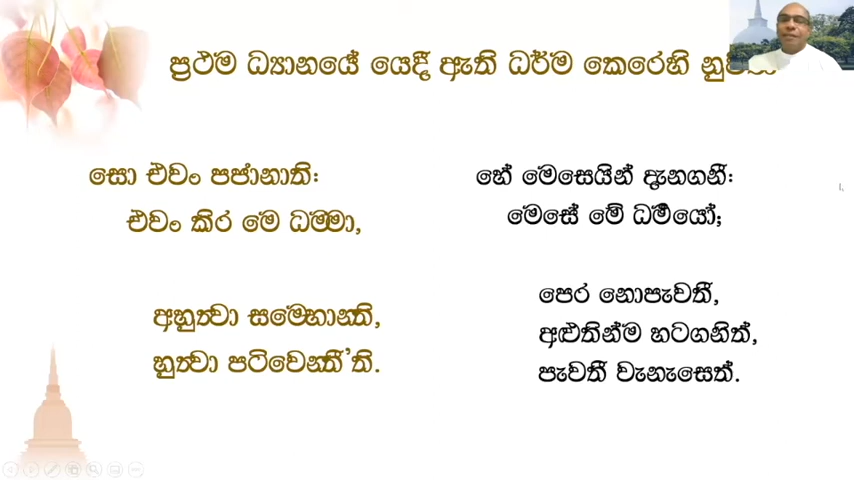 ප්‍රථම ධ්‍යානයේ යෙදී ඇති ධර්ම කෙරෙහි
සො එවං පජානාති:
එවං කිර මෙ ධම්මා,
අහුත්වා සම්භොන්ති,
හුත්වා පටිවෙන්තී’ති.
හේ මෙසෙයින් දැනගනී:
මෙසේ මේ ධර්මයෝ;
පෙර නොපැවතී,
අළුතින්ම හටගනිත්,
පැවතී වැනැසෙත්.